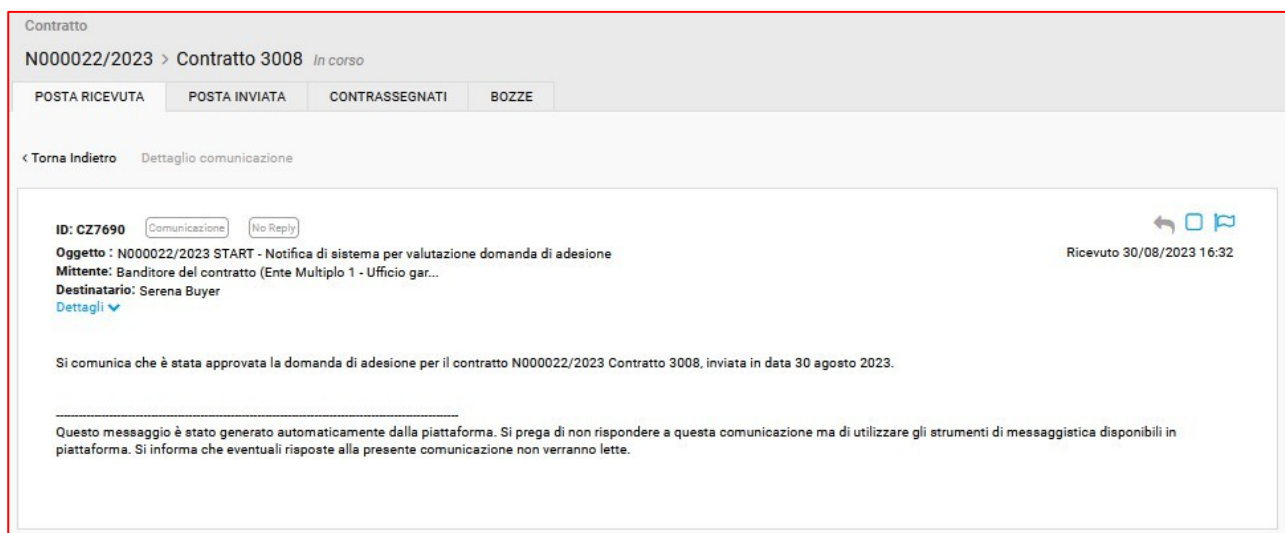 Contratto
N000022/2023 > Contratto 3008 In corso
POSTA RICEVUTA POSTA INVIATA CONTRASSEGNATI BOZZE
< Torna Indietro Dettaglio comunicazione
ID: CZ7690 Comunicazione No Reply
Oggetto : N000022/2023 START - Notifica di sistema per valutazione domanda di adesione
Ricevuto 30/08/2023 16:32
Mittente: Banditore del contratto (Ente Multiplo 1 - Ufficio gar...
Destinatario: Serena Buyer
Dettagli
Si comunica che è stata approvata la domanda di adesione per il contratto N000022/2023 Contratto 3008, inviata in data 30 agosto 2023.
Questo messaggio è stato generato automaticamente dalla piattaforma. Si prega di non rispondere a questa comunicazione ma di utilizzare gli strumenti di messaggistica disponibili in
piattaforma. Si informa che eventuali risposte alla presente comunicazione non verranno lette.